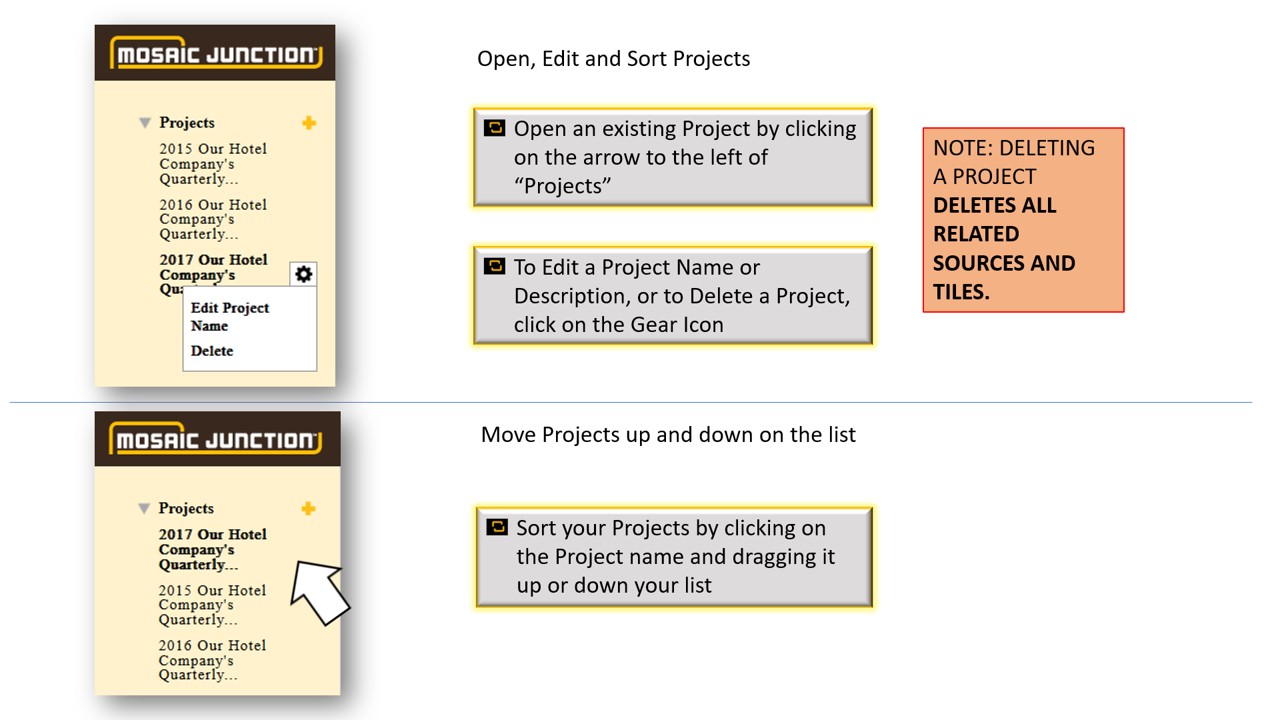 MOSAIC JUNCTION
Projects
2015 Our Hotel
Company's
Quarterly...
2016 Our Hotel
Company's
Quarterly...
2017 Our Hotel
Company's
Qu
Edit Project
Name
Delete
Open, Edit and Sort Projects
Open an existing Project by clicking
on the arrow to the left of
“Projects”
To Edit a Project Name or
Description, or to Delete a Project,
click on the Gear Icon
NOTE: DELETING
A PROJECT
DELETES ALL
RELATED
SOURCES AND
TILES.
MOSAIC JUNCTION
Projects
2017 Our Hotel
Company's
Quarterly...
2015 Our Hotel
Company's
Quarterly...
2016 Our Hotel
Company's
Quarterly...
Move Projects up and down on the list
Sort your Projects by clicking on
the Project name and dragging it
up or down your list